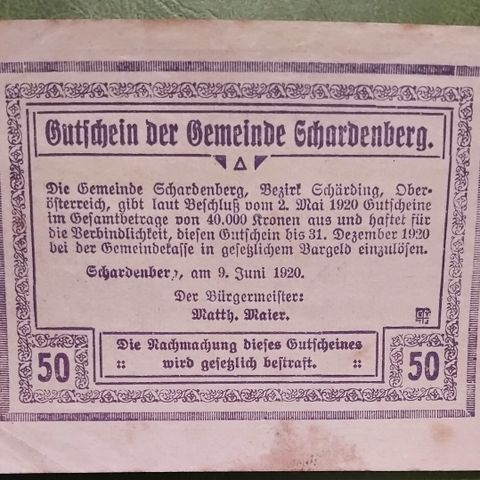 Gutschein der Gemeinde Schardenberg.
Die Gemeinde Schardenberg, Bezirk Schärding, Ober-
österreich, gibt laut Beschluß vom 2. Mai 1920 Gutscheine
im Gesamtbetrage von 40.000 Kronen aus und haftet für
die Verbindlichkeit, diesen Gutschein bis 31. Dezember 1920
bei der Gemeindekasse in gesetzlichem Bargeld einzulösen.
Schardenberg, am 9. Juni 1920.
Der Bürgermeister:
Matth. Maier.
Die Nachmachung dieses Gutscheines
:: wird gesetzlich bestraft. ::
50 50